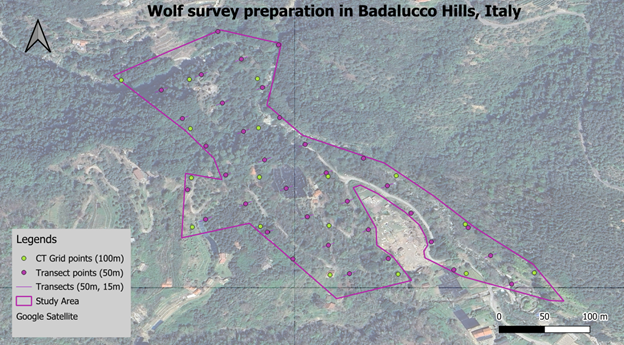 Wolf survey preparation in Badalucco Hills, Italy
Legends
CT Grid points (100m)
Transect points (50m)
Transects (50m, 15m)
Study Area
Google Satellite
0 50 100 m